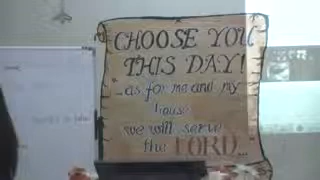 CHOOSE YOU
THIS DAY!
...as for me and my
house
we will serve
the LORD...